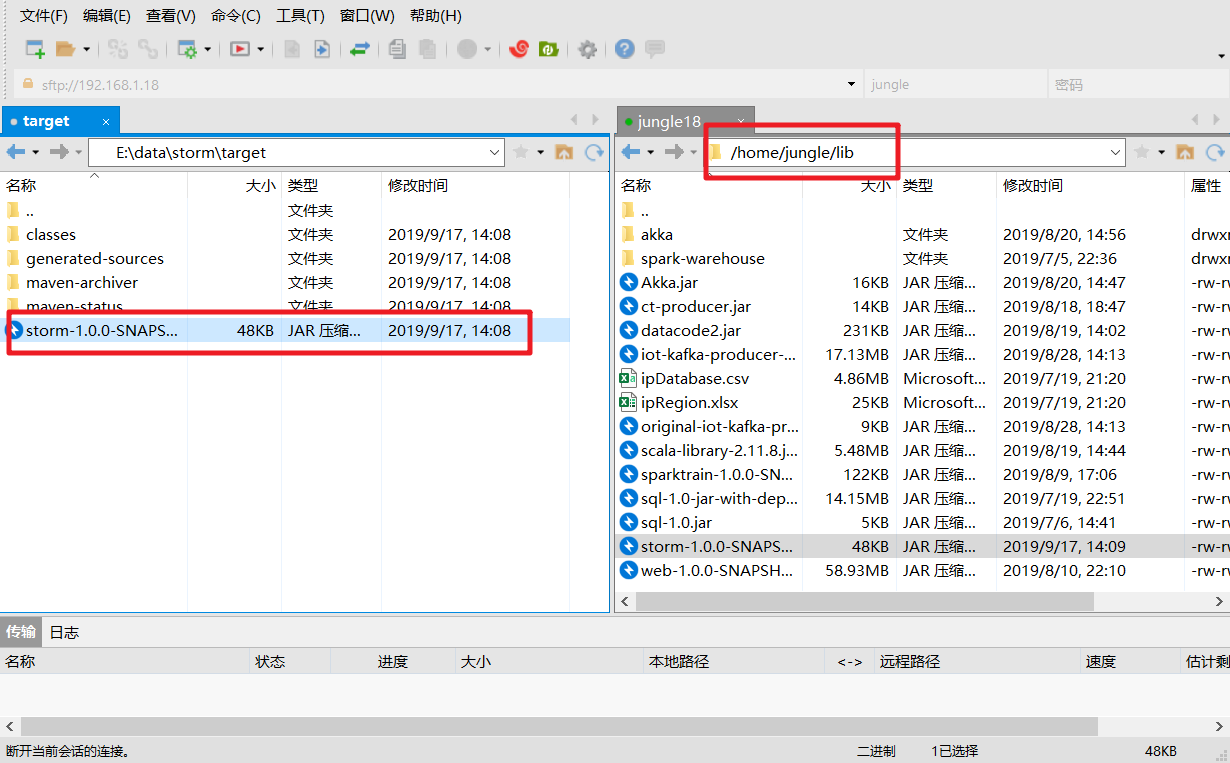 文件(F) 编辑(E) 查看(V) 命令(C) 工具(T) 窗口(W) 帮助(H)
sftp://192.168.1.18 jungle 密码
target × jungle18 ×
E:\data\storm\target /home/jungle/lib
名称 大小 类型 修改时间 名称 大小 类型 修改时间 属性
.. 文件夹 ..
classes 文件夹 2019/9/17, 14:08 akka 文件夹 2019/8/20, 14:56 drwxr
generated-sources 文件夹 2019/9/17, 14:08 spark-warehouse 文件夹 2019/7/5, 22:36 drwxr
maven-archiver 文件夹 2019/9/17, 14:08 Akka.jar 16KB JAR 压缩... 2019/8/20, 14:47 -rw-rw
maven-status 文件夹 2019/9/17, 14:08 ct-producer.jar 14KB JAR 压缩... 2019/8/18, 18:47 -rw-rw
storm-1.0.0-SNAPS... 48KB JAR 压缩... 2019/9/17, 14:08 datacode2.jar 231KB JAR 压缩... 2019/8/19, 14:02 -rw-rw
iot-kafka-producer-... 17.13MB JAR 压缩... 2019/8/28, 14:13 -rw-rw
ipDatabase.csv 4.86MB Microsoft... 2019/7/19, 21:20 -rw-rw
ipRegion.xlsx 25KB Microsoft... 2019/7/19, 21:20 -rw-rw
original-iot-kafka-pr... 9KB JAR 压缩... 2019/8/28, 14:13 -rw-rw
scala-library-2.11.8.j... 5.48MB JAR 压缩... 2019/8/19, 14:44 -rw-rw
sparktrain-1.0.0-SN... 122KB JAR 压缩... 2019/8/9, 17:06 -rw-rw
sql-1.0-jar-with-dep... 14.15MB JAR 压缩... 2019/7/19, 22:51 -rw-rw
sql-1.0.jar 5KB JAR 压缩... 2019/7/6, 14:41 -rw-rw
storm-1.0.0-SNAPS... 48KB JAR 压缩... 2019/9/17, 14:09 -rw-rw
web-1.0.0-SNAPSH... 58.93MB JAR 压缩... 2019/8/10, 22:10 -rw-rw
传输 日志
名称 状态 进度 大小 本地路径 <-> 远程路径 速度 估计剩
断开当前会话的连接。 二进制 1已选择 48KB